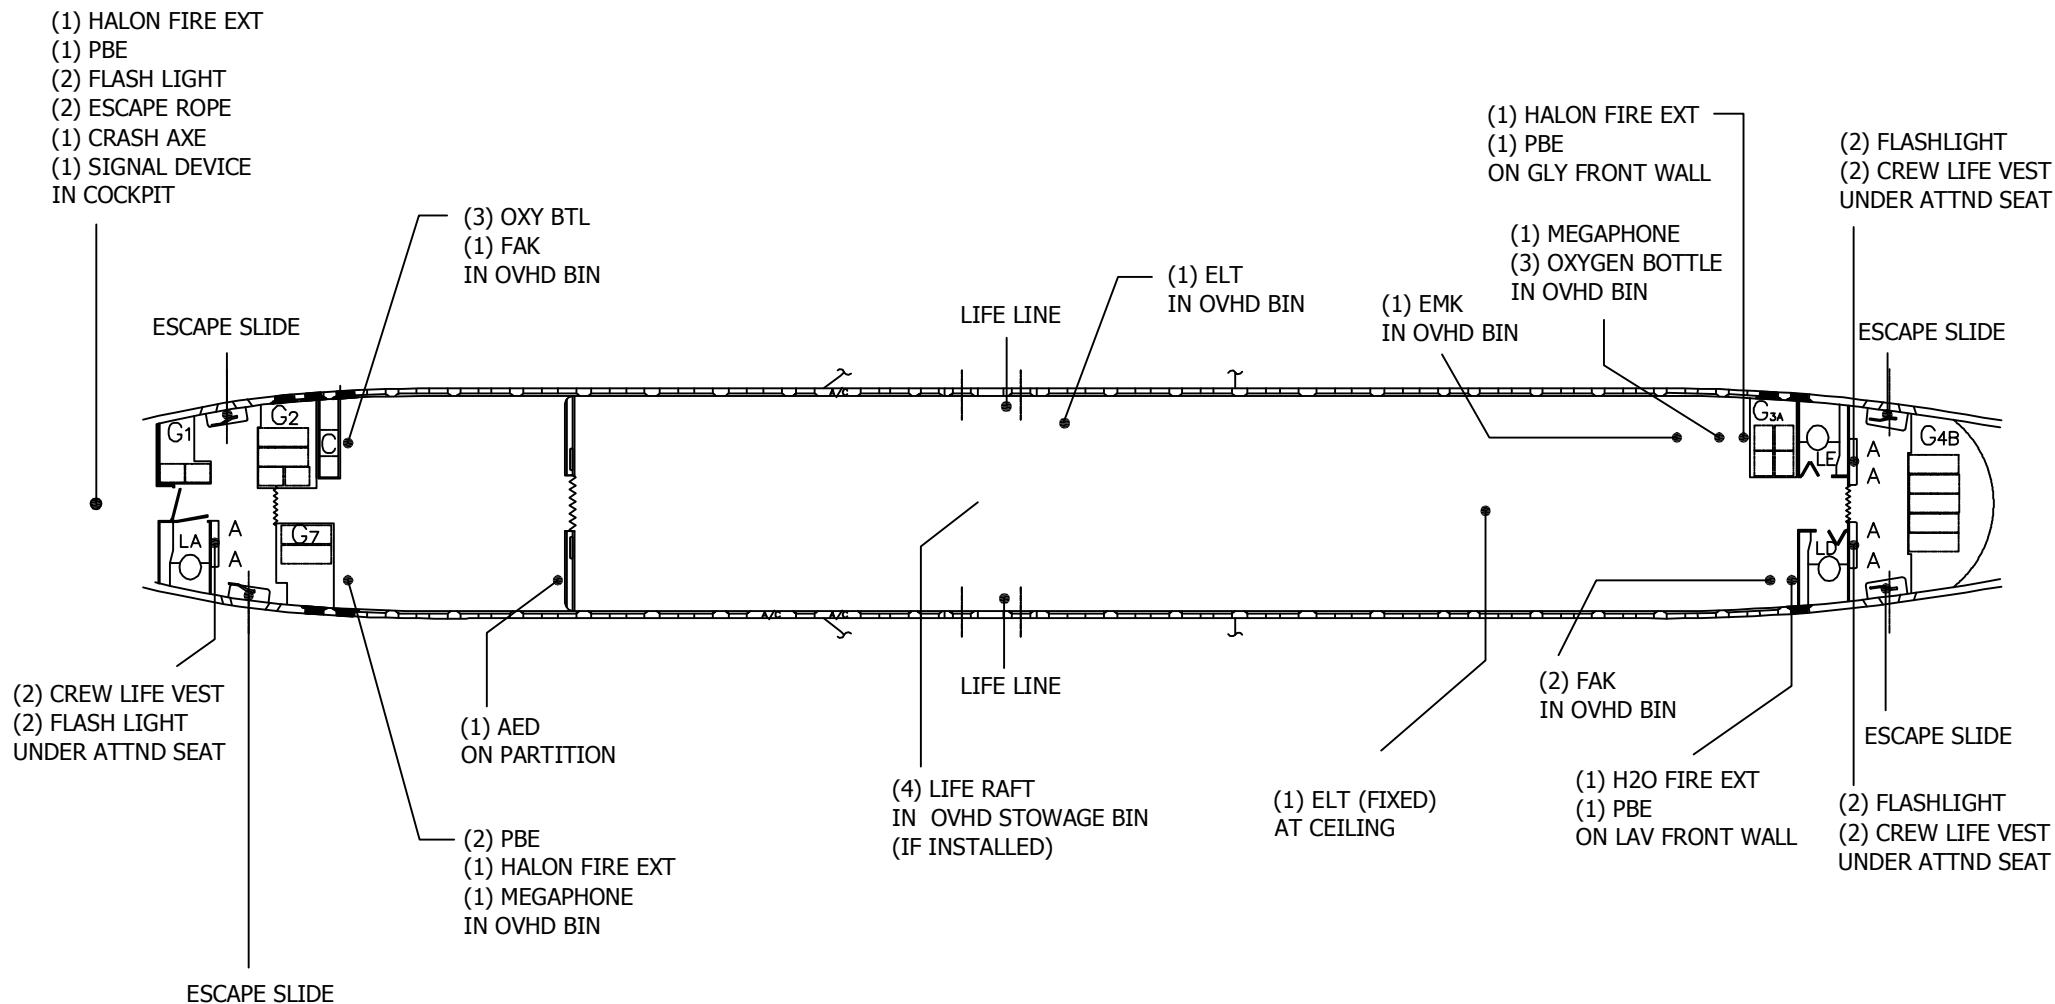 (1) HALON FIRE EXT
(1) PBE
(2) FLASH LIGHT
(2) ESCAPE ROPE
(1) CRASH AXE
(1) SIGNAL DEVICE
IN COCKPIT
(3) OXY BTL
(1) FAK
IN OVHD BIN
ESCAPE SLIDE
LIFE LINE
(1) ELT
IN OVHD BIN
(1) EMK
IN OVHD BIN
(1) HALON FIRE EXT
(1) PBE
ON GLY FRONT WALL
(1) MEGAPHONE
(3) OXYGEN BOTTLE
IN OVHD BIN
(2) FLASHLIGHT
(2) CREW LIFE VEST
UNDER ATTND SEAT
ESCAPE SLIDE
A/C
G1
G2
C
G3A
LE
A
A
G4B
LA
A
A
G7
LD
A
A
A/C
A/C
(2) CREW LIFE VEST
(2) FLASH LIGHT
UNDER ATTND SEAT
ESCAPE SLIDE
(1) AED
ON PARTITION
(2) PBE
(1) HALON FIRE EXT
(1) MEGAPHONE
IN OVHD BIN
LIFE LINE
(4) LIFE RAFT
IN OVHD STOWAGE BIN
(IF INSTALLED)
(1) ELT (FIXED)
AT CEILING
(2) FAK
IN OVHD BIN
(1) H2O FIRE EXT
(1) PBE
ON LAV FRONT WALL
ESCAPE SLIDE
(2) FLASHLIGHT
(2) CREW LIFE VEST
UNDER ATTND SEAT